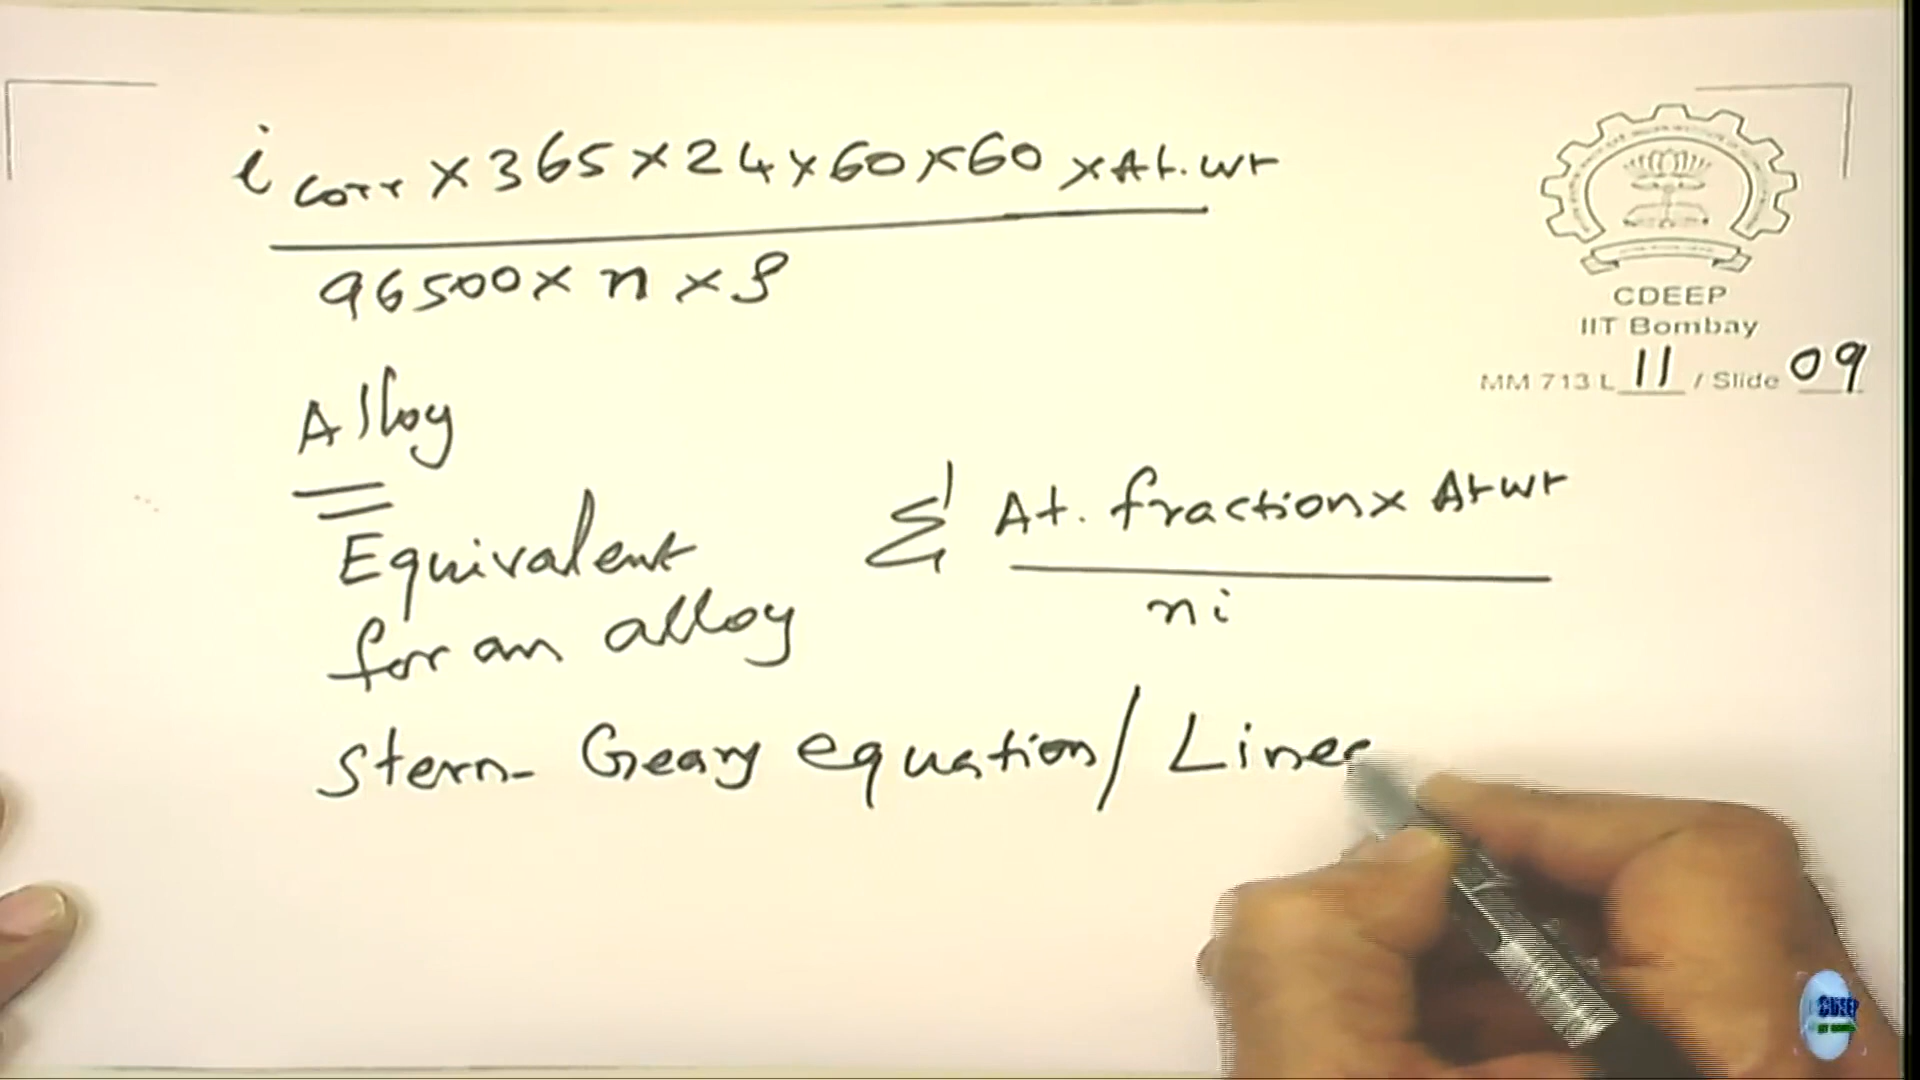 i corr × 365 × 24 × 60 × 60 × At. wt
96500 × n × ρ
CDEEP
IIT Bombay
MM 713 L 11 / Slide 09
Alloy
Equivalent
for an alloy
Σ At. fraction × At wt
ni
Stern-Geary equation/ Linea
CDEEP